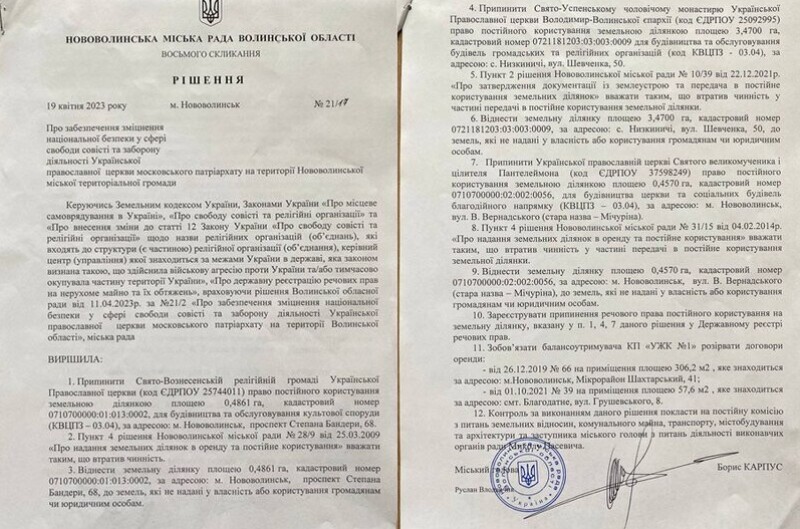 НОВОВОЛИНСЬКА МІСЬКА РАДА ВОЛИНСЬКОЇ ОБЛАСТІ
ВОСЬМОГО СКЛИКАННЯ
Р І Ш Е Н Н Я
19 квітня 2023 року м. Нововолинськ № 21/17
Про забезпечення зміцнення
національної безпеки у сфері
свободи совісті та заборону
діяльності Української
православної церкви московського патріархату на території Нововолинської
міської територіальної громади
Керуючись Земельним кодексом України, Законами України «Про місцеве
самоврядування в Україні», «Про свободу совісті та релігійні організації» та
«Про внесення зміни до статті 12 Закону України «Про свободу совісті та
релігійні організації» щодо назви релігійних організацій (об'єднань), які
входять до структури (є частиною) релігійної організації (об'єднання), керівний
центр (управління) якої знаходиться за межами України в державі, яка законом
визнана такою, що здійснила військову агресію проти України та/або тимчасово
окупувала частину території України», «Про державну реєстрацію речових прав
на нерухоме майно та їх обтяжень», враховуючи рішення Волинської обласної
ради від 11.04.2023р. за №21/2 «Про забезпечення зміцнення національної
безпеки у сфері свободи совісті та заборону діяльності Української
православної церкви московського патріархату на території Волинської
області», міська рада
ВИРІШИЛА:
1. Припинити Свято-Вознесенській релігійній громаді Української
Православної церкви (код ЄДРПОУ 25744011) право постійного користування
земельною ділянкою площею 0,4861 га, кадастровий номер
0710700000:01:013:0002, для будівництва та обслуговування культової споруди
(КВЦПЗ – 03.04), за адресою: м. Нововолинськ, проспект Степана Бандери, 68.
2. Пункт 4 рішення Нововолинської міської ради № 28/9 від 25.03.2009
«Про надання земельних ділянок в оренду та постійне користування» вважати
таким, що втратив чинність.
3. Віднести земельну ділянку площею 0,4861 га, кадастровий номер
0710700000:01:013:0002, за адресою: м. Нововолинськ, проспект Степана
Бандери, 68, до земель, які не надані у власність або користування громадянам
чи юридичним особам.
4. Припинити Свято-Успенському чоловічому монастирю Української
Православної церкви Володимир-Волинської єпархії (код ЄДРПОУ 25092995)
право постійного користування земельною ділянкою площею 3,4700 га,
кадастровий номер 0721181203:03:003:0009 для будівництва та обслуговування
будівель громадських та релігійних організацій (код КВЦПЗ - 03.04), за
адресою: с. Низкиничі, вул. Шевченка, 50.
5. Пункт 2 рішення Нововолинської міської ради № 10/39 від 22.12.2021р.
«Про затвердження документації із землеустрою та передача в постійне
користування земельних ділянок» вважати таким, що втратив чинність у
частині передачі в постійне користування земельної ділянки.
6. Віднести земельну ділянку площею 3,4700 га, кадастровий номер
0721181203:03:003:0009, за адресою: с. Низкиничі, вул. Шевченка, 50, до
земель, які не надані у власність або користування громадянам чи юридичним
особам.
7. Припинити Українській православній церкві Святого великомученика і
цілителя Пантелеймона (код ЄДРПОУ 37598249) право постійного
користування земельною ділянкою площею 0,4570 га, кадастровий номер
0710700000:02:002:0056, для будівництва церкви та соціальних будівель
благодійного напрямку (КВЦПЗ – 03.04), за адресою: м. Нововолинськ,
вул. В. Вернадського (стара назва – Мічуріна).
8. Пункт 4 рішення Нововолинської міської ради № 31/15 від 04.02.2014р.
«Про надання земельних ділянок в оренду та постійне користування» вважати
таким, що втратив чинність у частині передачі в постійне користування
земельної ділянки.
9. Віднести земельну ділянку площею 0,4570 га, кадастровий номер
0710700000:02:002:0056, за адресою: м. Нововолинськ, вул. В. Вернадського
(стара назва – Мічуріна), до земель, які не надані у власність або користування
громадянам чи юридичним особам.
10. Зареєструвати припинення речового права постійного користування на
земельну ділянку, вказану у п. 1, 4, 7 даного рішення у Державному реєстрі
речових прав.
11. Зобов'язати балансоутримувача КП «УЖК №1» розірвати договори
оренди:
- від 26.12.2019 № 66 на приміщення площею 306,2 м2 , яке знаходиться
за адресою: м.Нововолинськ, Мікрорайон Шахтарський, 41;
- від 01.10.2021 № 39 на приміщення площею 57,6 м2 , яке знаходиться за
адресою: смт. Благодатне, вул. Грушевського, 8.
12. Контроль за виконанням даного рішення покласти на постійну комісію
з питань земельних відносин, комунального майна, транспорту, містобудування
та архітектури та заступника міського голови з питань діяльності виконавчих
органів ради Миколу Пасевича.
Міський голова Борис КАРПУС
Руслан
Україна